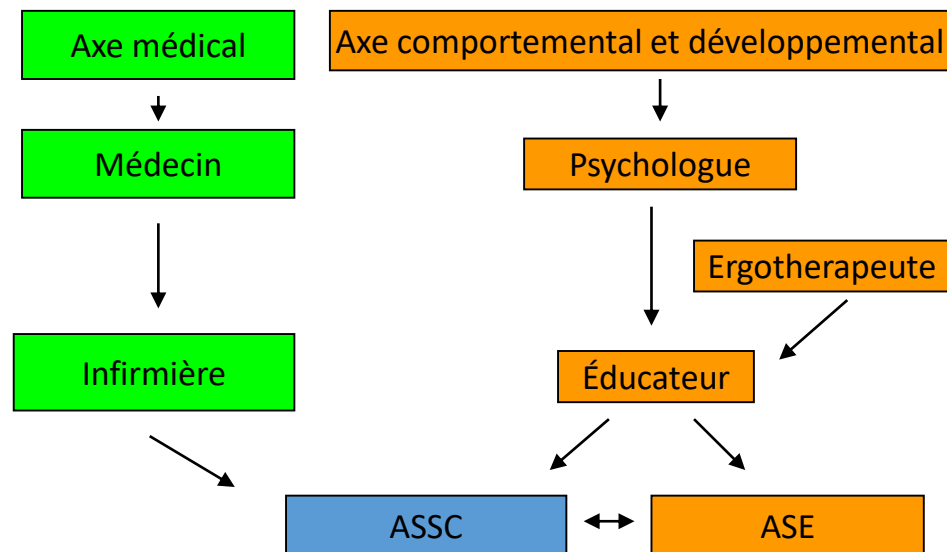 Axe médical
Axe comportemental et développemental
Médecin
Psychologue
Ergotherapeute
Infirmière
Éducateur
ASSC
ASE